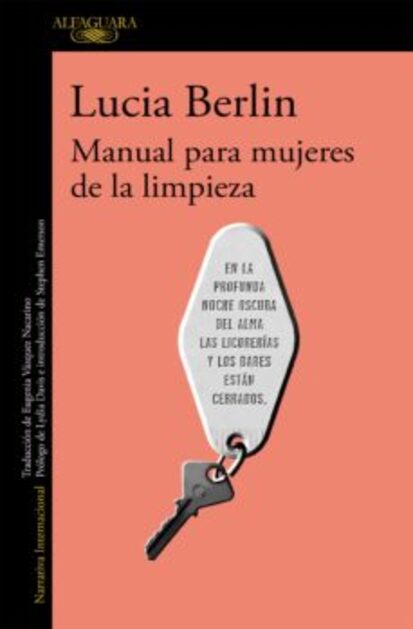 ALFAGUARA
Lucia Berlin
Manual para mujeres
de la limpieza
EN LA
PROFUNDA
NOCHE OSCURA
DEL ALMA
LAS LICORERÍAS
Y LOS BARES
ESTÁN
CERRADOS.
Traducción de Eugenia Vázquez Nacarino
Prólogo de Lydia Davis e introducción de Stephen Emerson
Narrativa Internacional